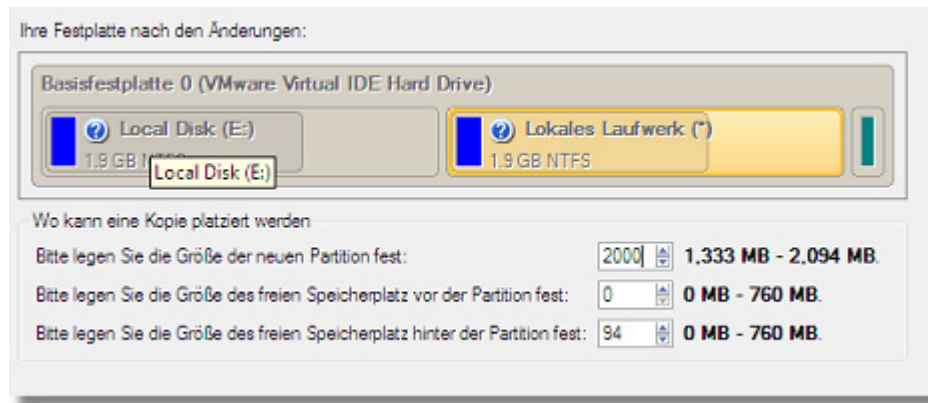 Ihre Festplatte nach den Änderungen:
Basisfestplatte 0 (VMware Virtual IDE Hard Drive)
Local Disk (E:)
1.9 GB
Local Disk (E:)
Lokales Laufwerk (*)
1.9 GB NTFS
Wo kann eine Kopie platziert werden
Bitte legen Sie die Größe der neuen Partition fest: 2000 1,333 MB - 2,094 MB.
Bitte legen Sie die Größe des freien Speicherplatz vor der Partition fest: 0 0 MB - 760 MB.
Bitte legen Sie die Größe des freien Speicherplatz hinter der Partition fest: 94 0 MB - 760 MB.